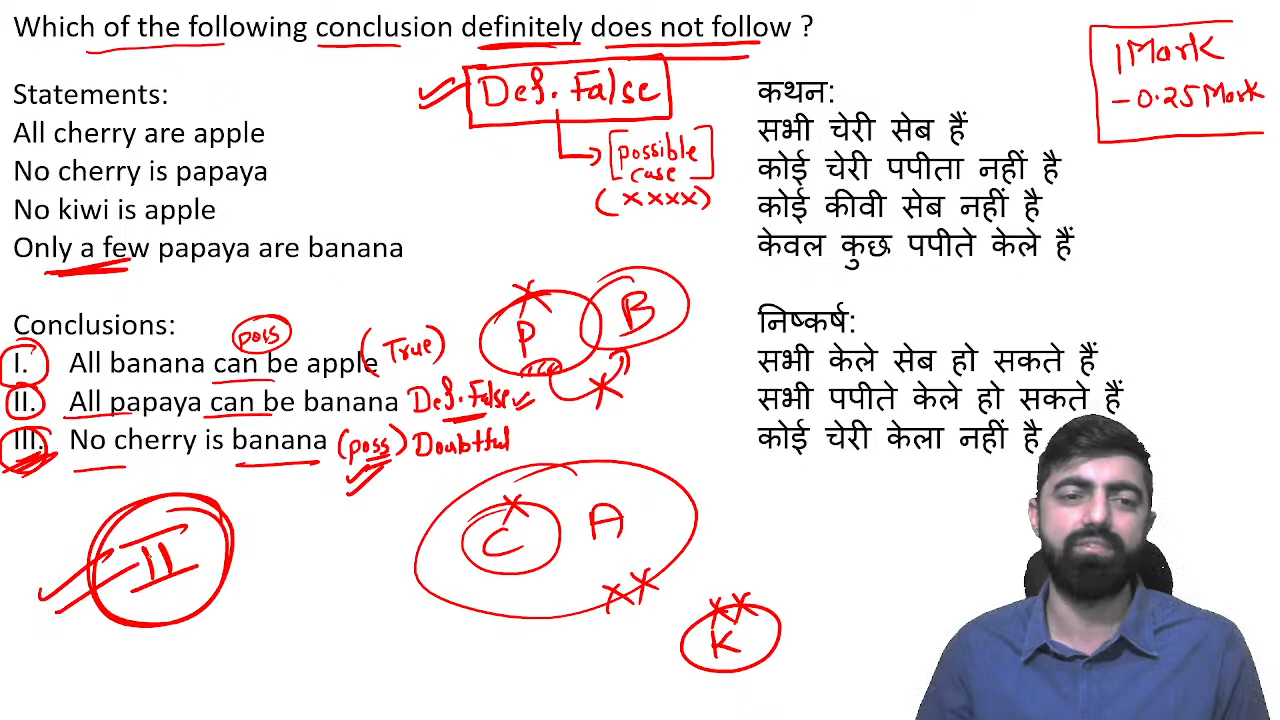 Which of the following conclusion definitely does not follow ?
1 Mark
- 0.25 Mark
Def. False
[possible case]
(xxxx)
Statements:
All cherry are apple
No cherry is papaya
No kiwi is apple
Only a few papaya are banana
कथन:
सभी चेरी सेब हैं
कोई चेरी पपीता नहीं है
कोई कीवी सेब नहीं है
केवल कुछ पपीते केले हैं
Conclusions:
poss
I. All banana can be apple (True)
II. All papaya can be banana Def. False
III. No cherry is banana (poss) Doubtful
P
B
निष्कर्ष:
सभी केले सेब हो सकते हैं
सभी पपीते केले हो सकते हैं
कोई चेरी केला नहीं है
II
C
A
K